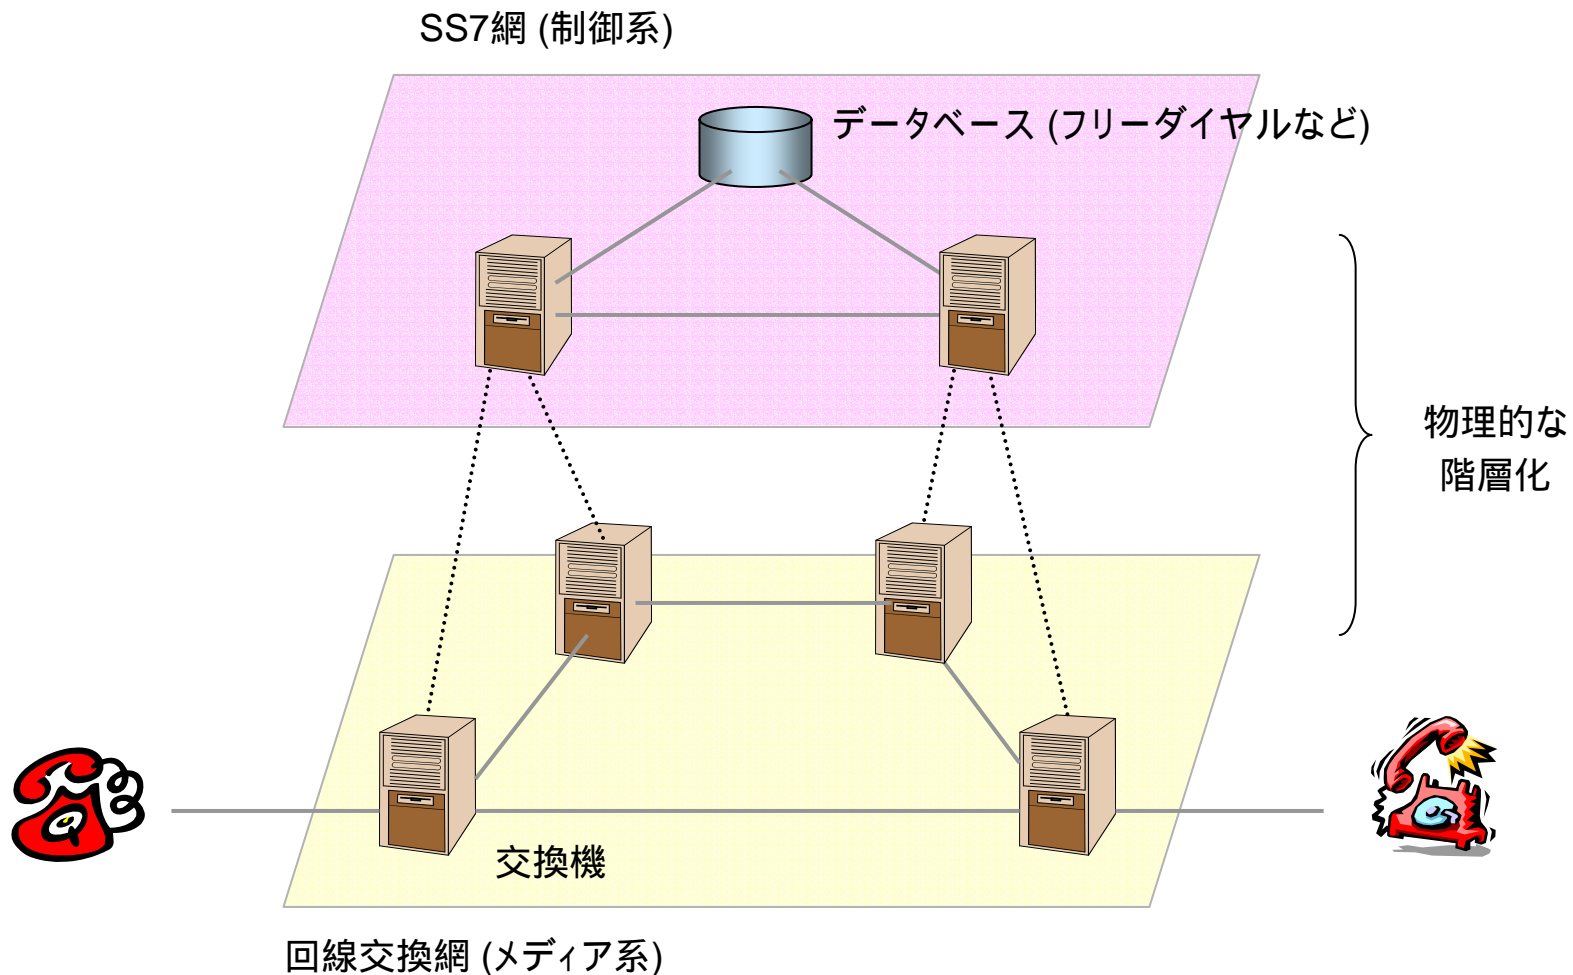 SS7網 (制御系)
データベース (フリーダイヤルなど)
物理的な
階層化
交換機
回線交換網 (メディア系)